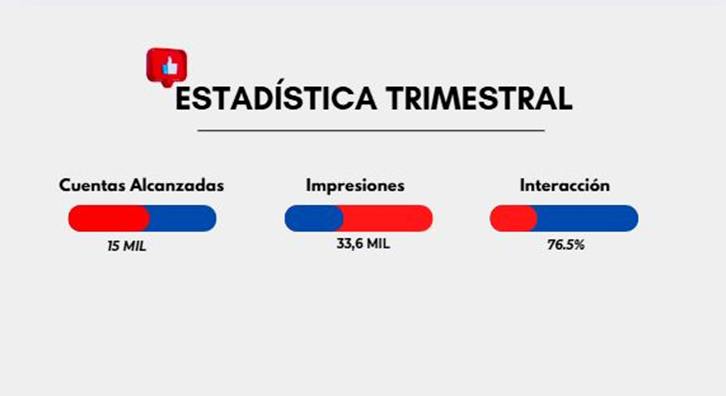 ESTADÍSTICA TRIMESTRAL
Cuentas Alcanzadas
15 MIL
Impresiones
33,6 MIL
Interacción
76.5%